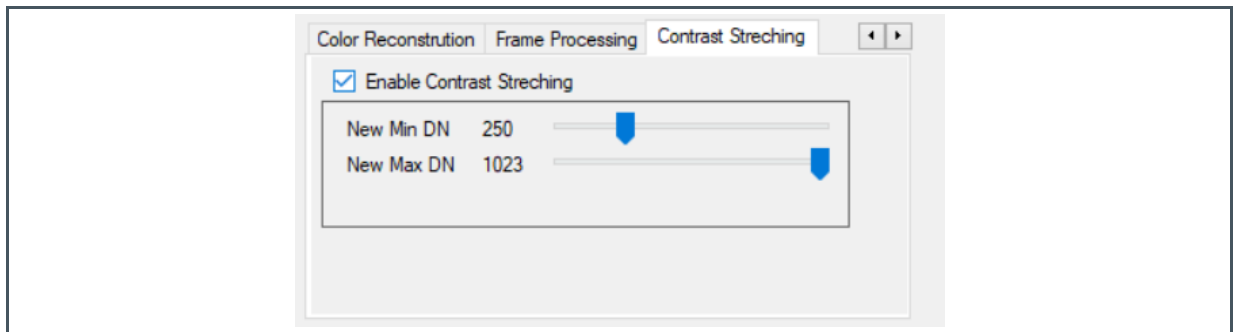 Color Reconstrution Frame Processing Contrast Streching
Enable Contrast Streching
New Min DN 250
New Max DN 1023